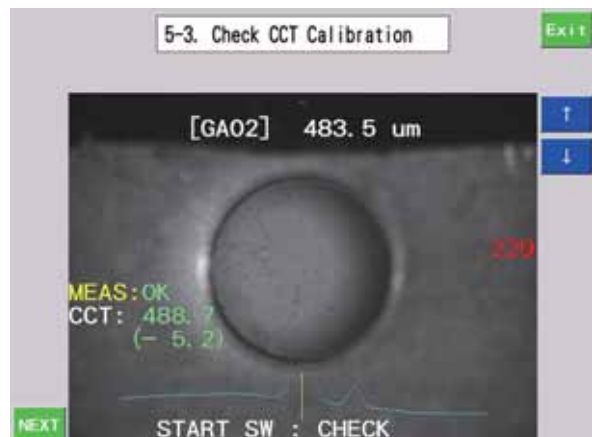 5-3. Check CCT Calibration
Exit
↑
↓
[GA02] 483.5 um
229
MEAS:OK
CCT: 488.7
(- 5.2)
NEXT
START SW : CHECK